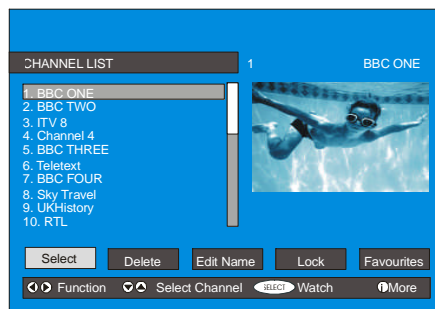 CHANNEL LIST
1 BBC ONE
1. BBC ONE
2. BBC TWO
3. ITV 8
4. Channel 4
5. BBC THREE
6. Teletext
7. BBC FOUR
8. Sky Travel
9. UKHistory
10. RTL
Select Delete Edit Name Lock Favourites
Function Select Channel SELECT Watch i More